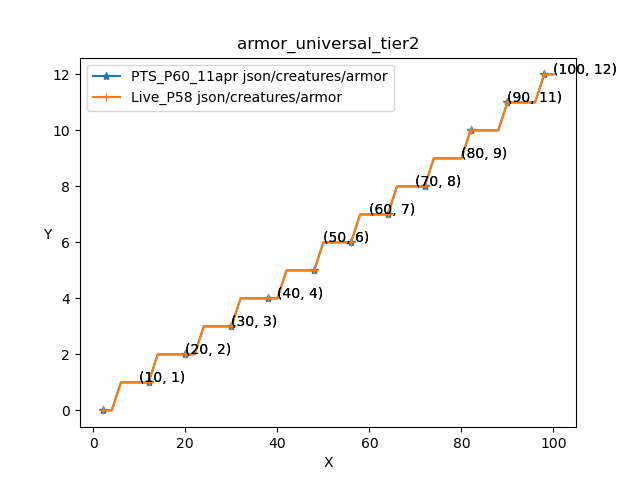 armor_universal_tier2
PTS_P60_11apr json/creatures/armor
Live_P58 json/creatures/armor
(100, 12)
(90, 11)
(80, 9)
(70, 8)
(60, 7)
(50, 6)
(40, 4)
(30, 3)
(20, 2)
(10, 1)
12
10
8
6
4
2
0
Y
0 20 40 60 80 100
X